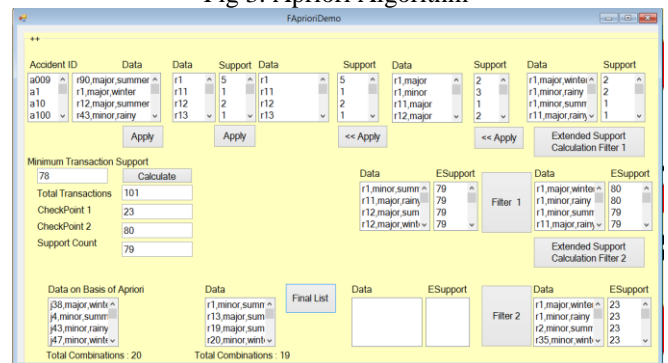 Fig 3. Apriori Algorithm
FAprioriDemo
++
Accident ID Data Data Support Data Support Data Support Data Support
a009 r90,major,summer r1 5 r1 5 r1,major 2 r1,major,winter 2
a1 r1,major,winter r11 1 r11 1 r1,minor 3 r1,minor,rainy 2
a10 r12,major,summer r12 2 r12 2 r11,major 1 r1,minor,summ 1
a100 r43,minor,rainy r13 1 r13 1 r12,major 2 r11,major,rainy 1
Apply Apply << Apply << Apply Extended Support
Calculation Filter 1
Minimum Transaction Support
78 Calculate
Total Transactions 101
CheckPoint 1 23
CheckPoint 2 80
Support Count 79
Data ESupport Data Support
r1,minor,summ 79 r1,major,winter 80
r11,major,rainy 79 r1,minor,rainy 80
r12,major,sum 79 r1,minor,summ 79
r12,major,winte 79 r11,major,rainy 79
Filter 1
Extended Support
Calculation Filter 2
Data on Basis of Apriori Data Final List Data ESupport Data ESupport
j38,major,winte r1,minor,summ r1,major,winter 23
j4,minor,summ r13,major,sum r1,minor,rainy 23
j43,minor,rainy r19,major,sum r2,minor,summ 23
j47,minor,winte r20,minor,winte r35,minor,winte 23
Filter 2
Total Combinations : 20 Total Combinations : 19